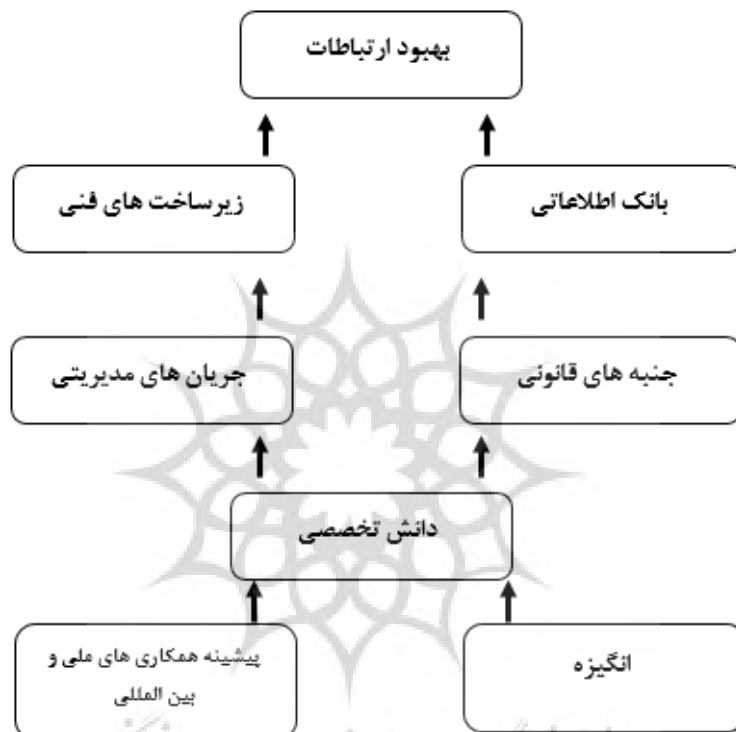 بهبود ارتباطات
بانک اطلاعاتی
زیرساخت های فنی
جنبه های قانونی
جریان های مدیریتی
دانش تخصصی
انگیزه
پیشینه همکاری های ملی و
بین المللی